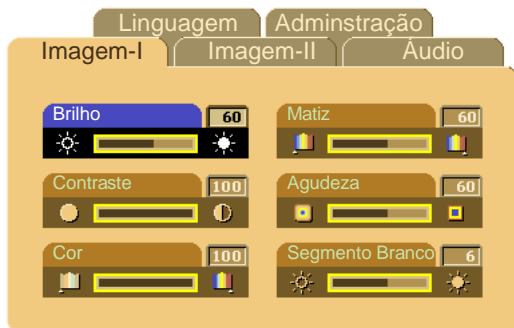 Linguagem Adminstração
Imagem-I Imagem-II Áudio
Brilho 60
Matiz 60
Contraste 100
Agudeza 60
Cor 100
Segmento Branco 6